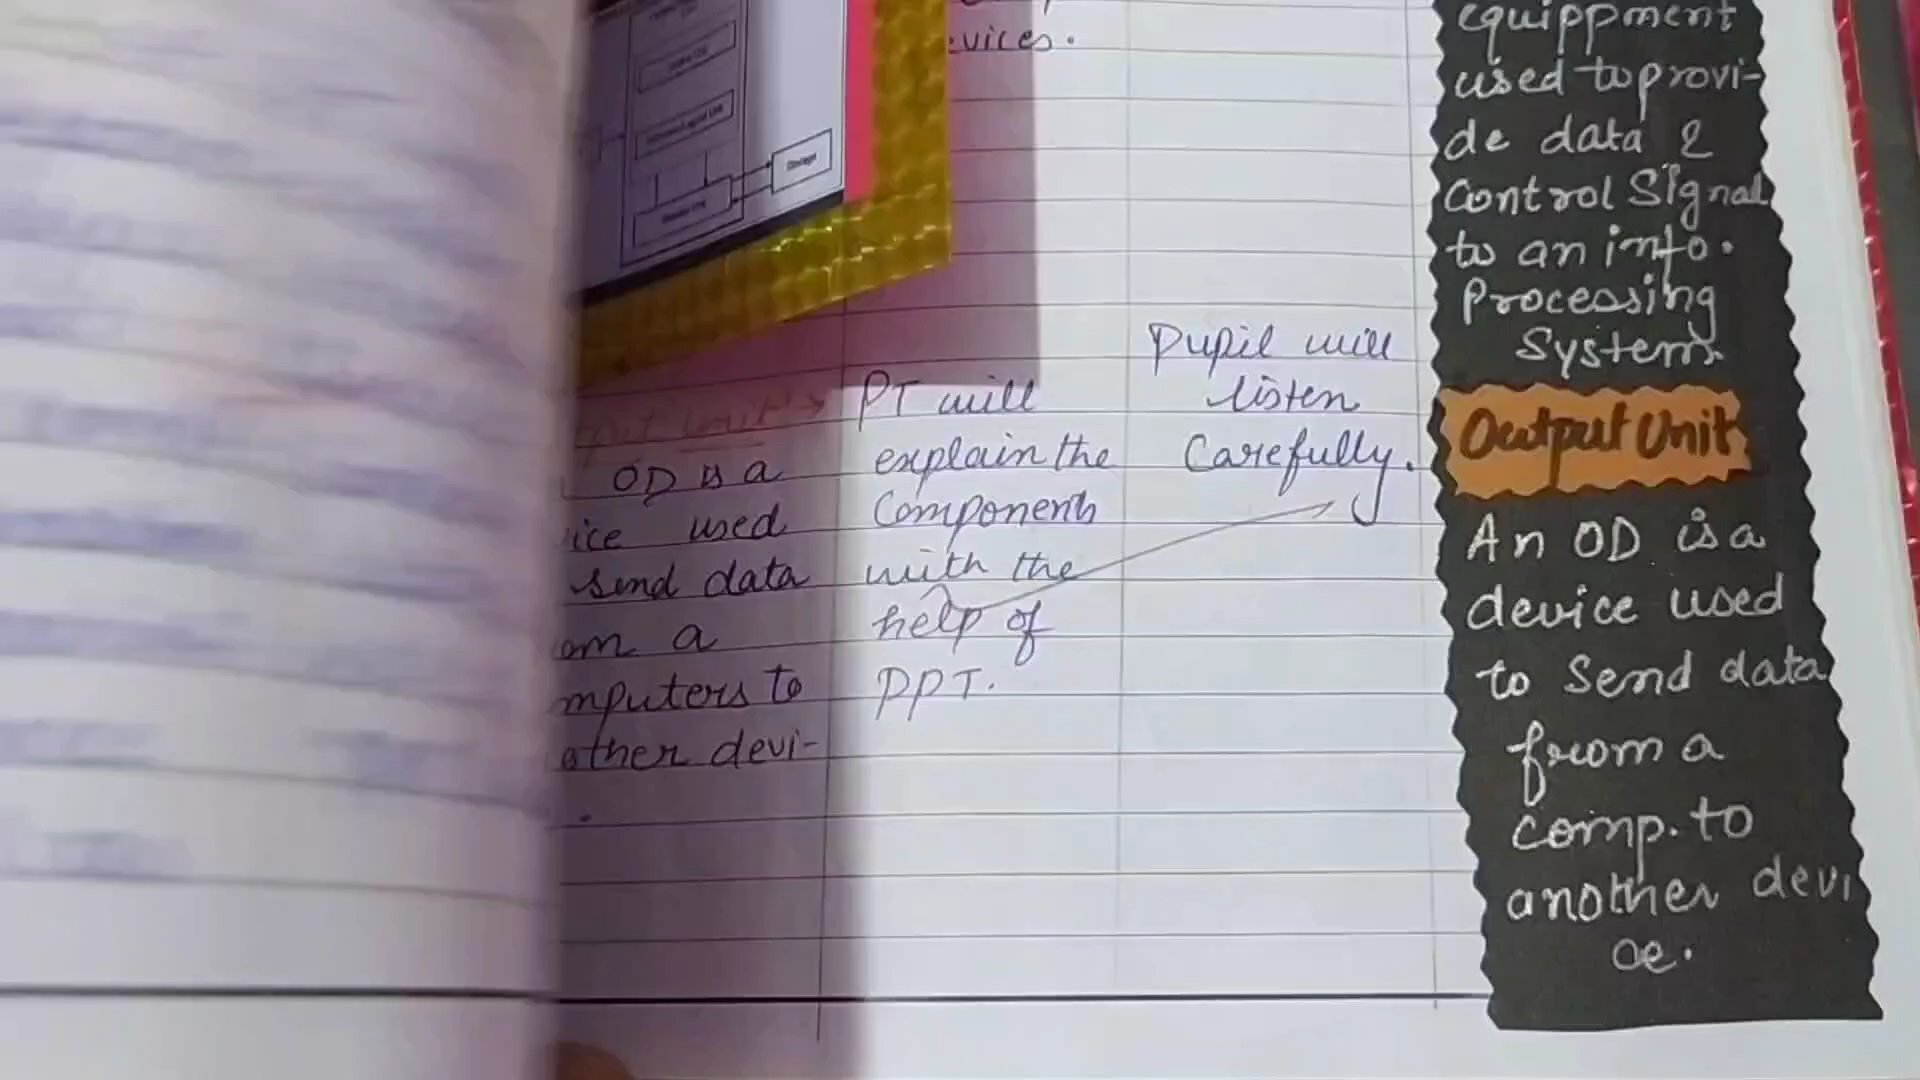 vices.
equippment
used to provi-
de data &
Control Signal
to an info.
Processing
System
Output Unit
An OD is a
device used
to send data
from a
comp. to
another devi
ce.
OD is a
ice used
send data
om a
mputers to
other devi-
.
PT will
explain the
Components
with the
help of
PPT.
Pupil will
listen
Carefully.